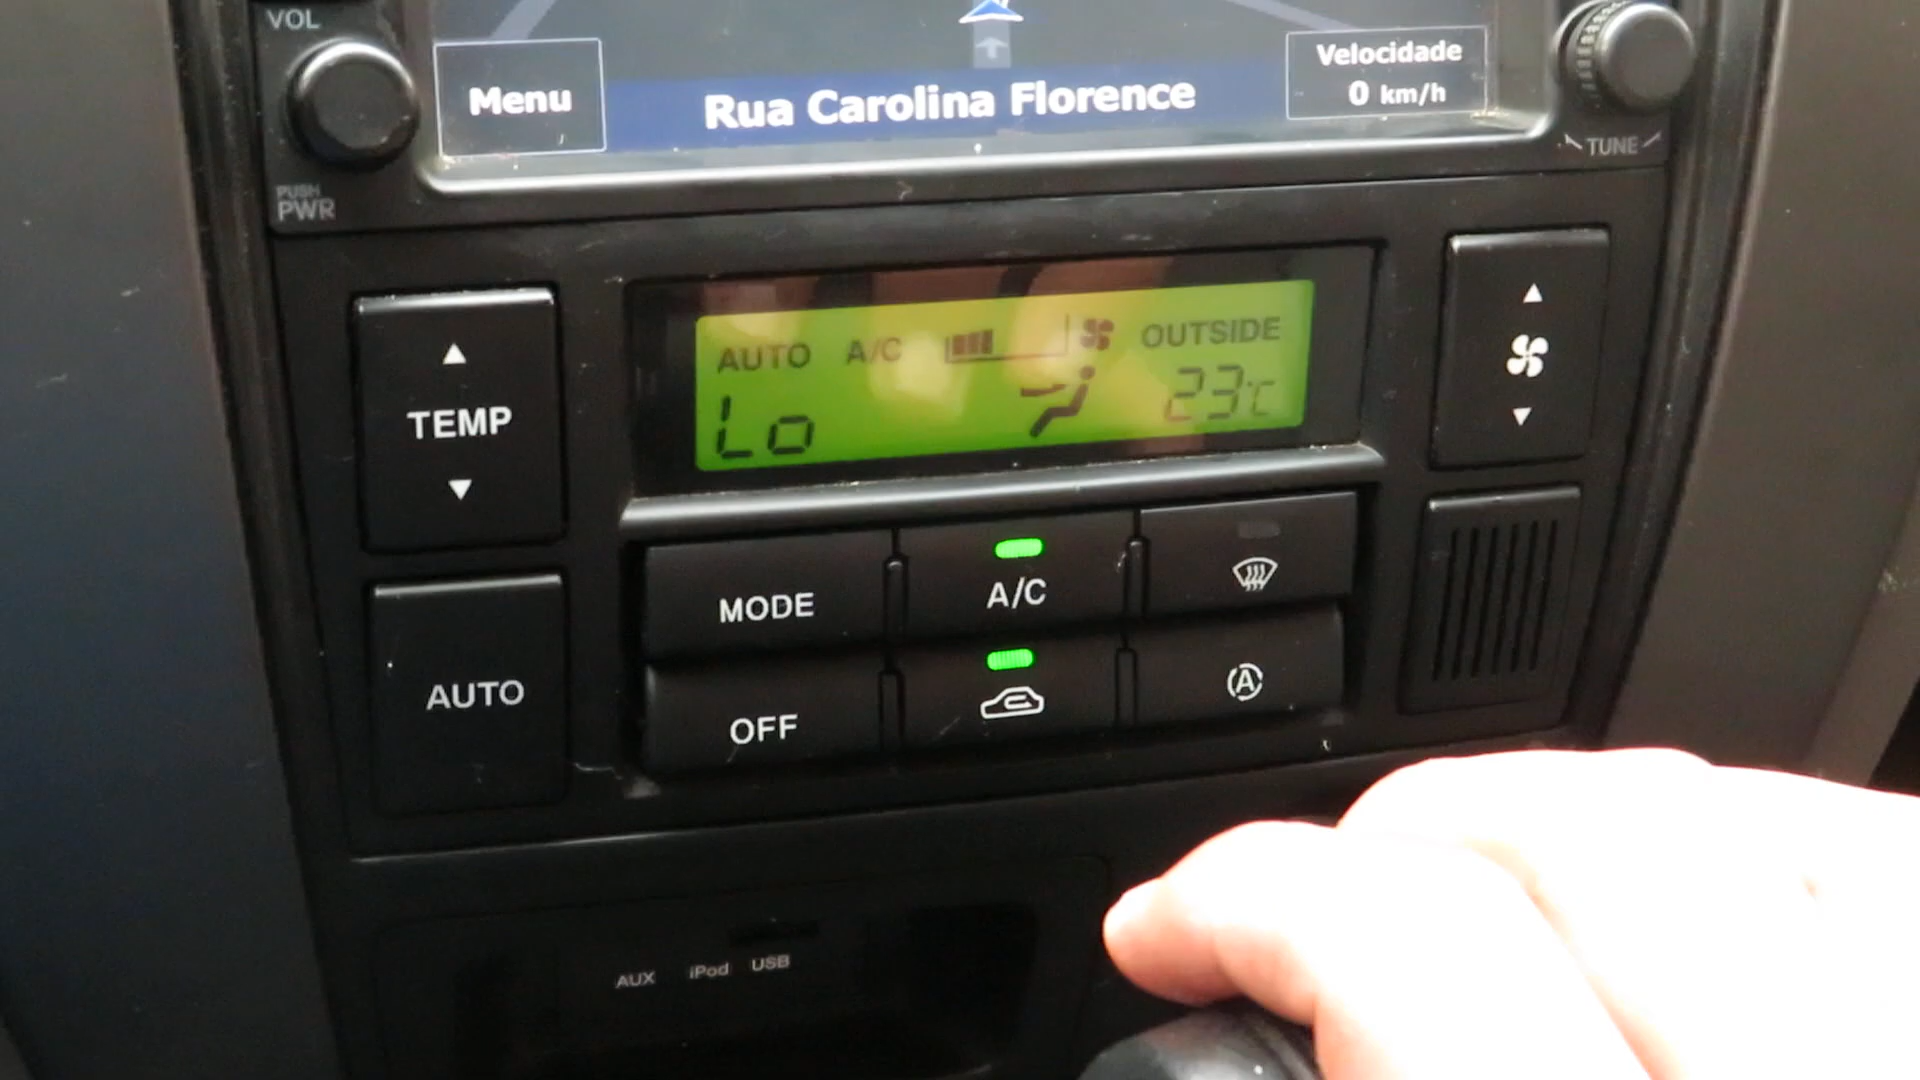 VOL
PUSH
PWR
Menu
Rua Carolina Florence
Velocidade
0 km/h
TUNE
TEMP
AUTO A/C OUTSIDE
Lo 23°C
MODE
A/C
AUTO
OFF
A
AUX iPod USB